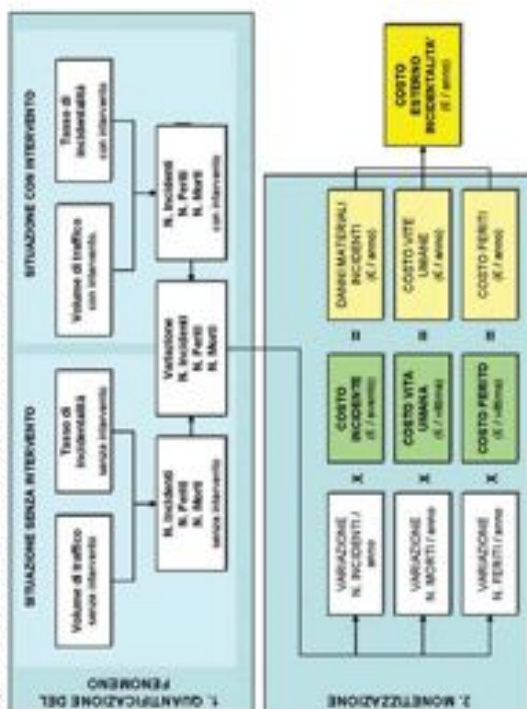 1. QUANTIFICAZIONE DEL
FENOMENO
SITUAZIONE SENZA INTERVENTO
Volume di traffico
senza intervento
Tasso di
incidentalità
senza intervento
N. Incidenti
N. Feriti
N. Morti
senza intervento
SITUAZIONE CON INTERVENTO
Volume di traffico
con intervento
Tasso di
incidentalità
con intervento
N. Incidenti
N. Feriti
N. Morti
con intervento
Variazione
N. Incidenti
N. Feriti
N. Morti
2. MONETIZZAZIONE
VARIAZIONE
N. INCIDENTI /
anno
X
COSTO
INCIDENTE
(€ / evento)
=
DANNI MATERIALI
INCIDENTI
(€ / anno)
VARIAZIONE
N. MORTI / anno
X
COSTO VITA
UMANA
(€ / vittima)
=
COSTO VITE
UMANE
(€ / anno)
VARIAZIONE
N. FERITI / anno
X
COSTO FERITO
(€ / vittima)
=
COSTO FERITI
(€ / anno)
COSTO
ESTERNO
INCIDENTALITA'
(€ / anno)